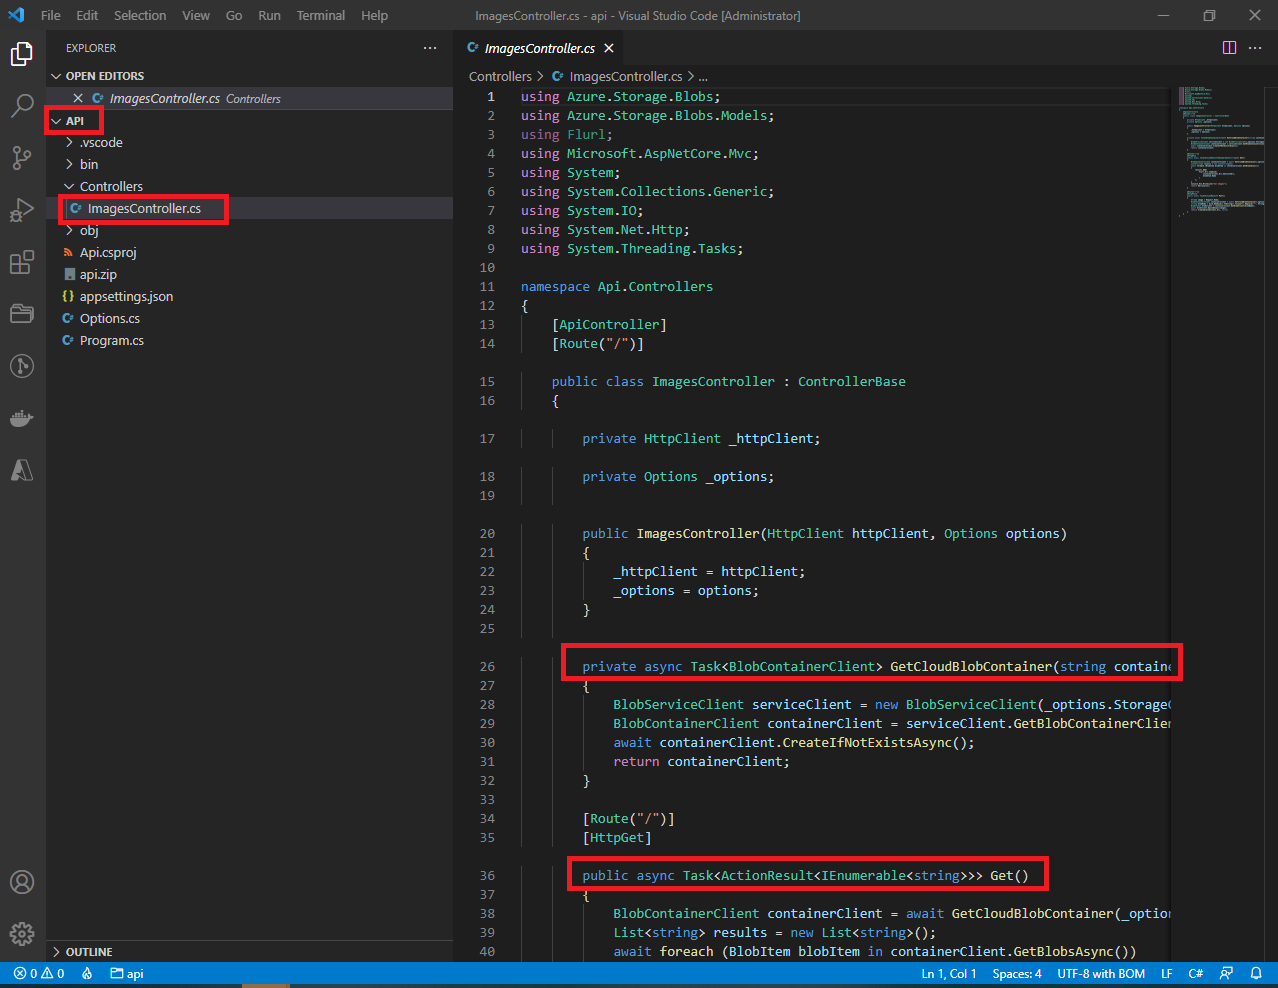 File Edit Selection View Go Run Terminal Help
ImagesController.cs - api - Visual Studio Code [Administrator]
EXPLORER
OPEN EDITORS
ImagesController.cs Controllers
API
.vscode
bin
Controllers
C# ImagesController.cs
obj
Api.csproj
api.zip
{} appsettings.json
C# Options.cs
C# Program.cs
OUTLINE
ImagesController.cs
Controllers > ImagesController.cs > ...
1 using Azure.Storage.Blobs;
2 using Azure.Storage.Blobs.Models;
3 using Flurl;
4 using Microsoft.AspNetCore.Mvc;
5 using System;
6 using System.Collections.Generic;
7 using System.IO;
8 using System.Net.Http;
9 using System.Threading.Tasks;
10
11 namespace Api.Controllers
12 {
13 [ApiController]
14 [Route("/")]
15 public class ImagesController : ControllerBase
16 {
17 private HttpClient _httpClient;
18 private Options _options;
19
20 public ImagesController(HttpClient httpClient, Options options)
21 {
22 _httpClient = httpClient;
23 _options = options;
24 }
25
26 private async Task<BlobContainerClient> GetCloudBlobContainer(string containe
27 {
28 BlobServiceClient serviceClient = new BlobServiceClient(_options.StorageC
29 BlobContainerClient containerClient = serviceClient.GetBlobContainerClien
30 await containerClient.CreateIfNotExistsAsync();
31 return containerClient;
32 }
33
34 [Route("/")]
35 [HttpGet]
36 public async Task<ActionResult<IEnumerable<string>>> Get()
37 {
38 BlobContainerClient containerClient = await GetCloudBlobContainer(_option
39 List<string> results = new List<string>();
40 await foreach (BlobItem blobItem in containerClient.GetBlobsAsync())
0 0 api Ln 1, Col 1 Spaces: 4 UTF-8 with BOM LF C#